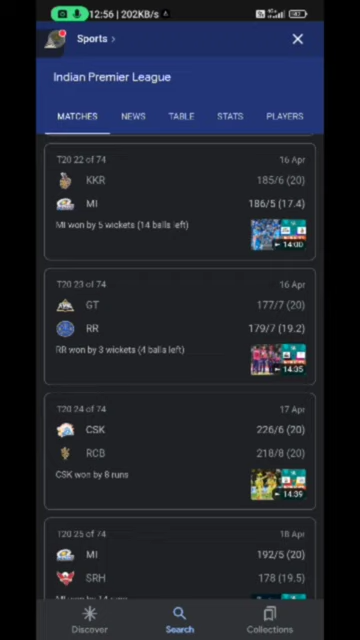 12:56 | 202KB/s
Sports >
Indian Premier League
MATCHES NEWS TABLE STATS PLAYERS
T20 22 of 74 16 Apr
KKR 185/6 (20)
MI 186/5 (17.4)
MI won by 5 wickets (14 balls left)
14:00
T20 23 of 74 16 Apr
GT 177/7 (20)
RR 179/7 (19.2)
RR won by 3 wickets (4 balls left)
14:35
T20 24 of 74 17 Apr
CSK 226/6 (20)
RCB 218/8 (20)
CSK won by 8 runs
14:39
T20 25 of 74 18 Apr
MI 192/5 (20)
SRH 178 (19.5)
MI won by 14 runs
Discover Search Collections